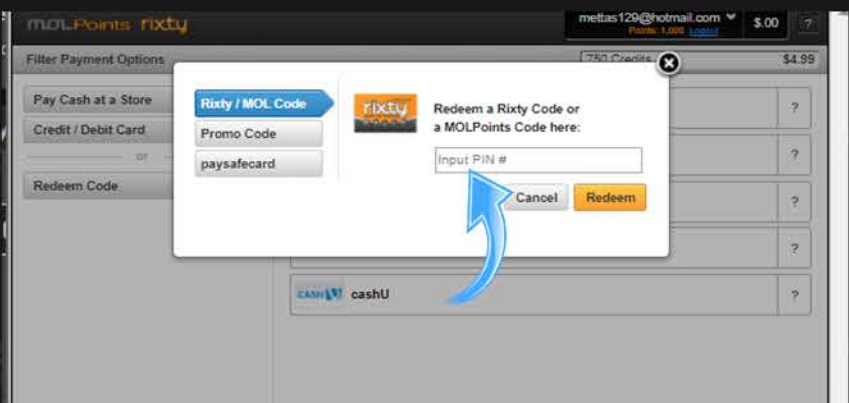 MOLPoints rixty
mettas129@hotmail.com
Points: 1,000 Logout
$.00
?
Filter Payment Options
750 Credits
$4.99
Pay Cash at a Store
Credit / Debit Card
or
Redeem Code
Rixty / MOL Code
Promo Code
paysafecard
rixty
Redeem a Rixty Code or
a MOLPoints Code here:
Input PIN #
Cancel
Redeem
?
?
?
?
CASHU
cashU
?